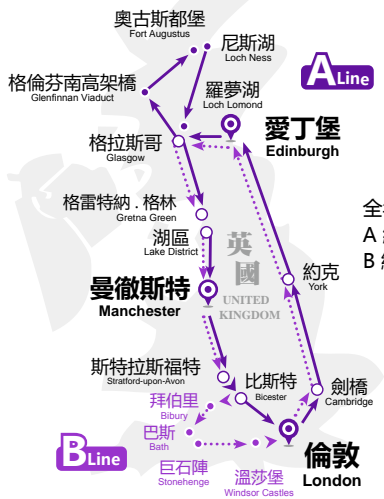 奧古斯都堡
Fort Augustus
尼斯湖
Loch Ness
A Line
格倫芬南高架橋
Glenfinnan Viaduct
羅夢湖
Loch Lomond
愛丁堡
Edinburgh
格拉斯哥
Glasgow
格雷特納 . 格林
Gretna Green
湖區
Lake District
英國
UNITED
KINGDOM
約克
York
A
B
曼徹斯特
Manchester
斯特拉斯福特
Stratford-upon-Avon
比斯特
Bicester
劍橋
Cambridge
拜伯里
Bibury
巴斯
Bath
B Line
巨石陣
Stonehenge
溫莎堡
Windsor Castles
倫敦
London